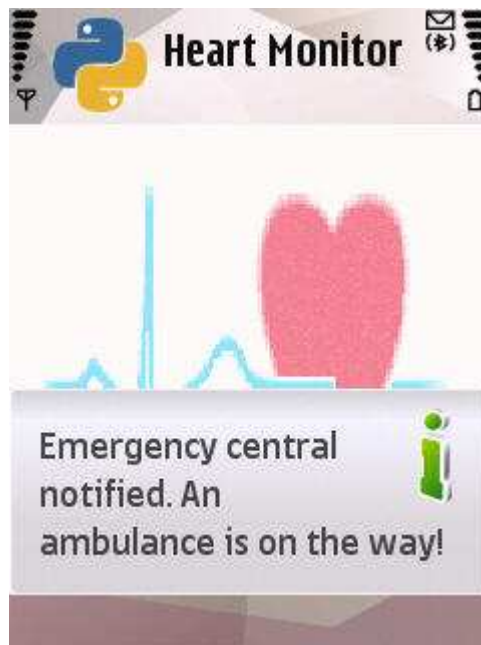 Heart Monitor
Emergency central
notified. An
ambulance is on the way!